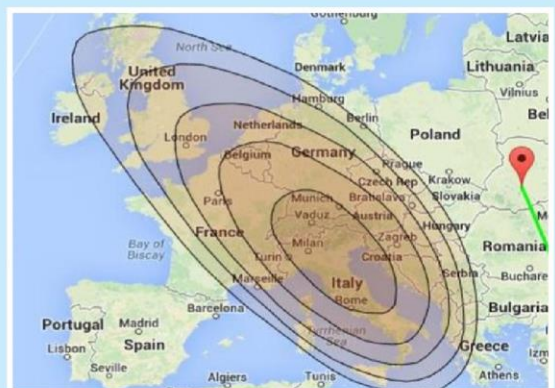 Gothenburg
North Sea
Latvia
Denmark
Lithuania
United
Kingdom
Vilnius
Hamburg
Ireland
Netherlands
Berlin
Bel
London
Poland
Belgium
Germany
Prague
Czech Rep
Krakow
Paris
Munich
Bratislava
Slovakia
Vaduz
Austria
France
Milan
Zagreb
Hungary
Bay of
Biscay
Turin
Croatia
Romania
Marseille
Italy
Serbia
Buchare
Barcelona
Rome
Bulgaria
Portugal
Madrid
Tyrrhenian
Sea
Lisbon
Spain
Greece
Izm
Seville
Algiers
Tunis
Athens